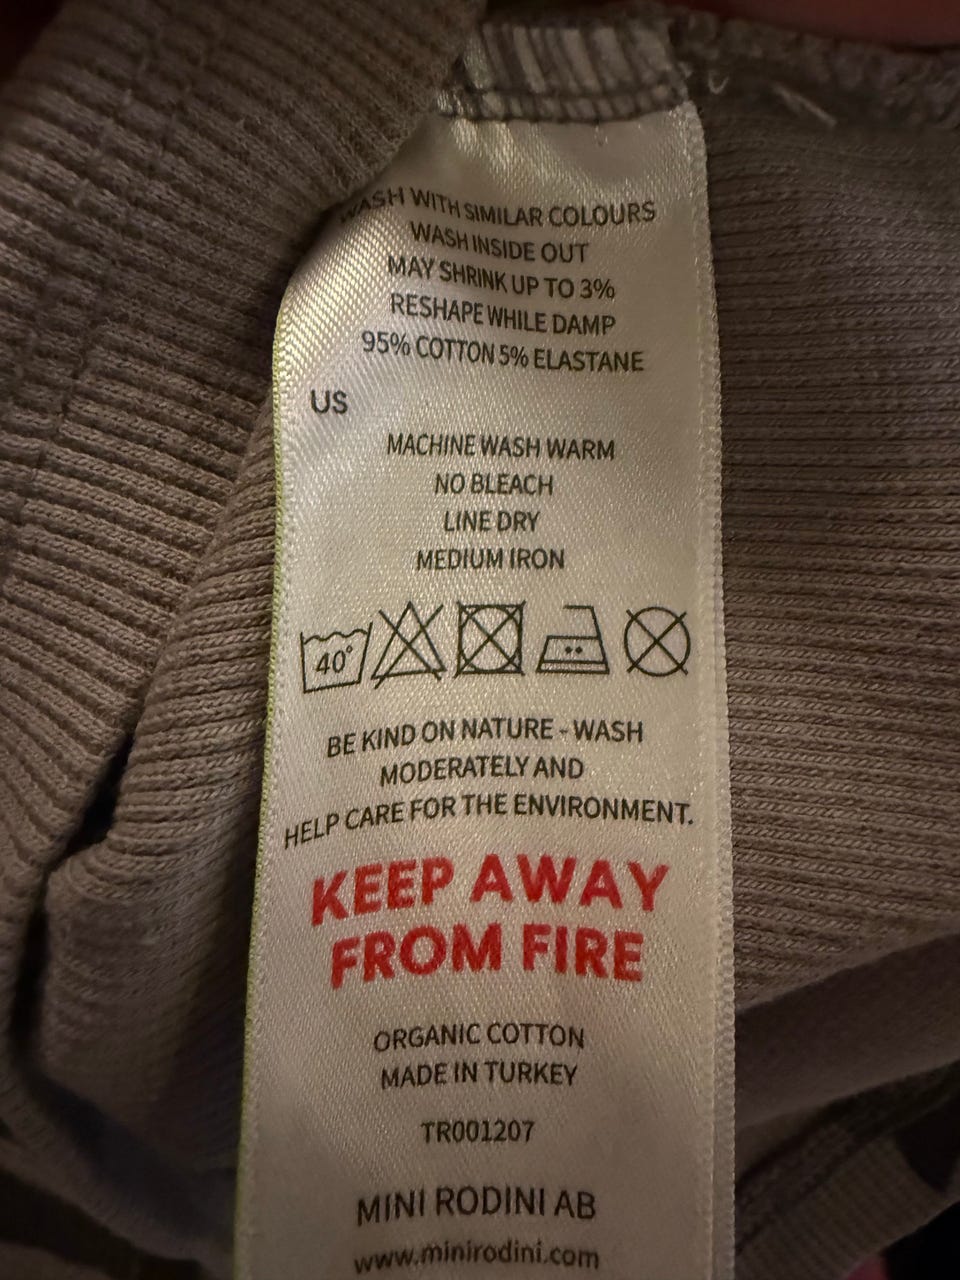 WASH WITH SIMILAR COLOURS
WASH INSIDE OUT
MAY SHRINK UP TO 3%
RESHAPE WHILE DAMP
95% COTTON 5% ELASTANE
US
MACHINE WASH WARM
NO BLEACH
LINE DRY
MEDIUM IRON
40°
BE KIND ON NATURE - WASH
MODERATELY AND
HELP CARE FOR THE ENVIRONMENT.
KEEP AWAY
FROM FIRE
ORGANIC COTTON
MADE IN TURKEY
TR001207
MINI RODINI AB
www.minirodini.com